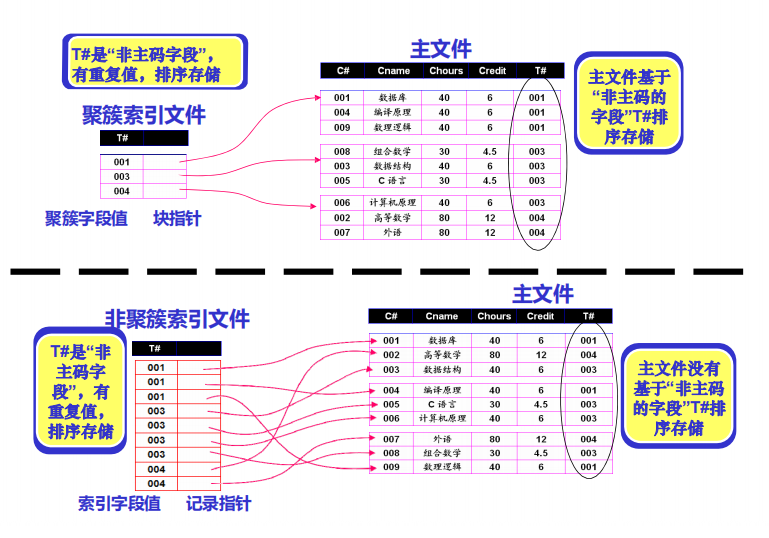 T#是“非主码字段”，
有重复值，排序存储
主文件
C# Cname Chours Credit T#
001 数据库 40 6 001
004 编译原理 40 6 001
009 数理逻辑 40 6 001
008 组合数学 30 4.5 003
003 数据结构 40 6 003
005 C 语言 30 4.5 003
006 计算机原理 40 6 003
002 高等数学 80 12 004
007 外语 80 12 004
主文件基于
“非主码的
字段”T#排
序存储
聚簇索引文件
T#
001
003
004
聚簇字段值 块指针
主文件
非聚簇索引文件
T#是“非
主码字
段”，有
重复值，
排序存储
T#
001
001
001
003
003
003
003
004
004
索引字段值 记录指针
C# Cname Chours Credit T#
001 数据库 40 6 001
002 高等数学 80 12 004
003 数据结构 40 6 003
004 编译原理 40 6 001
005 C 语言 30 4.5 003
006 计算机原理 40 6 003
007 外语 80 12 004
008 组合数学 30 4.5 003
009 数理逻辑 40 6 001
主文件没有
基于“非主码
的字段”T#排
序存储